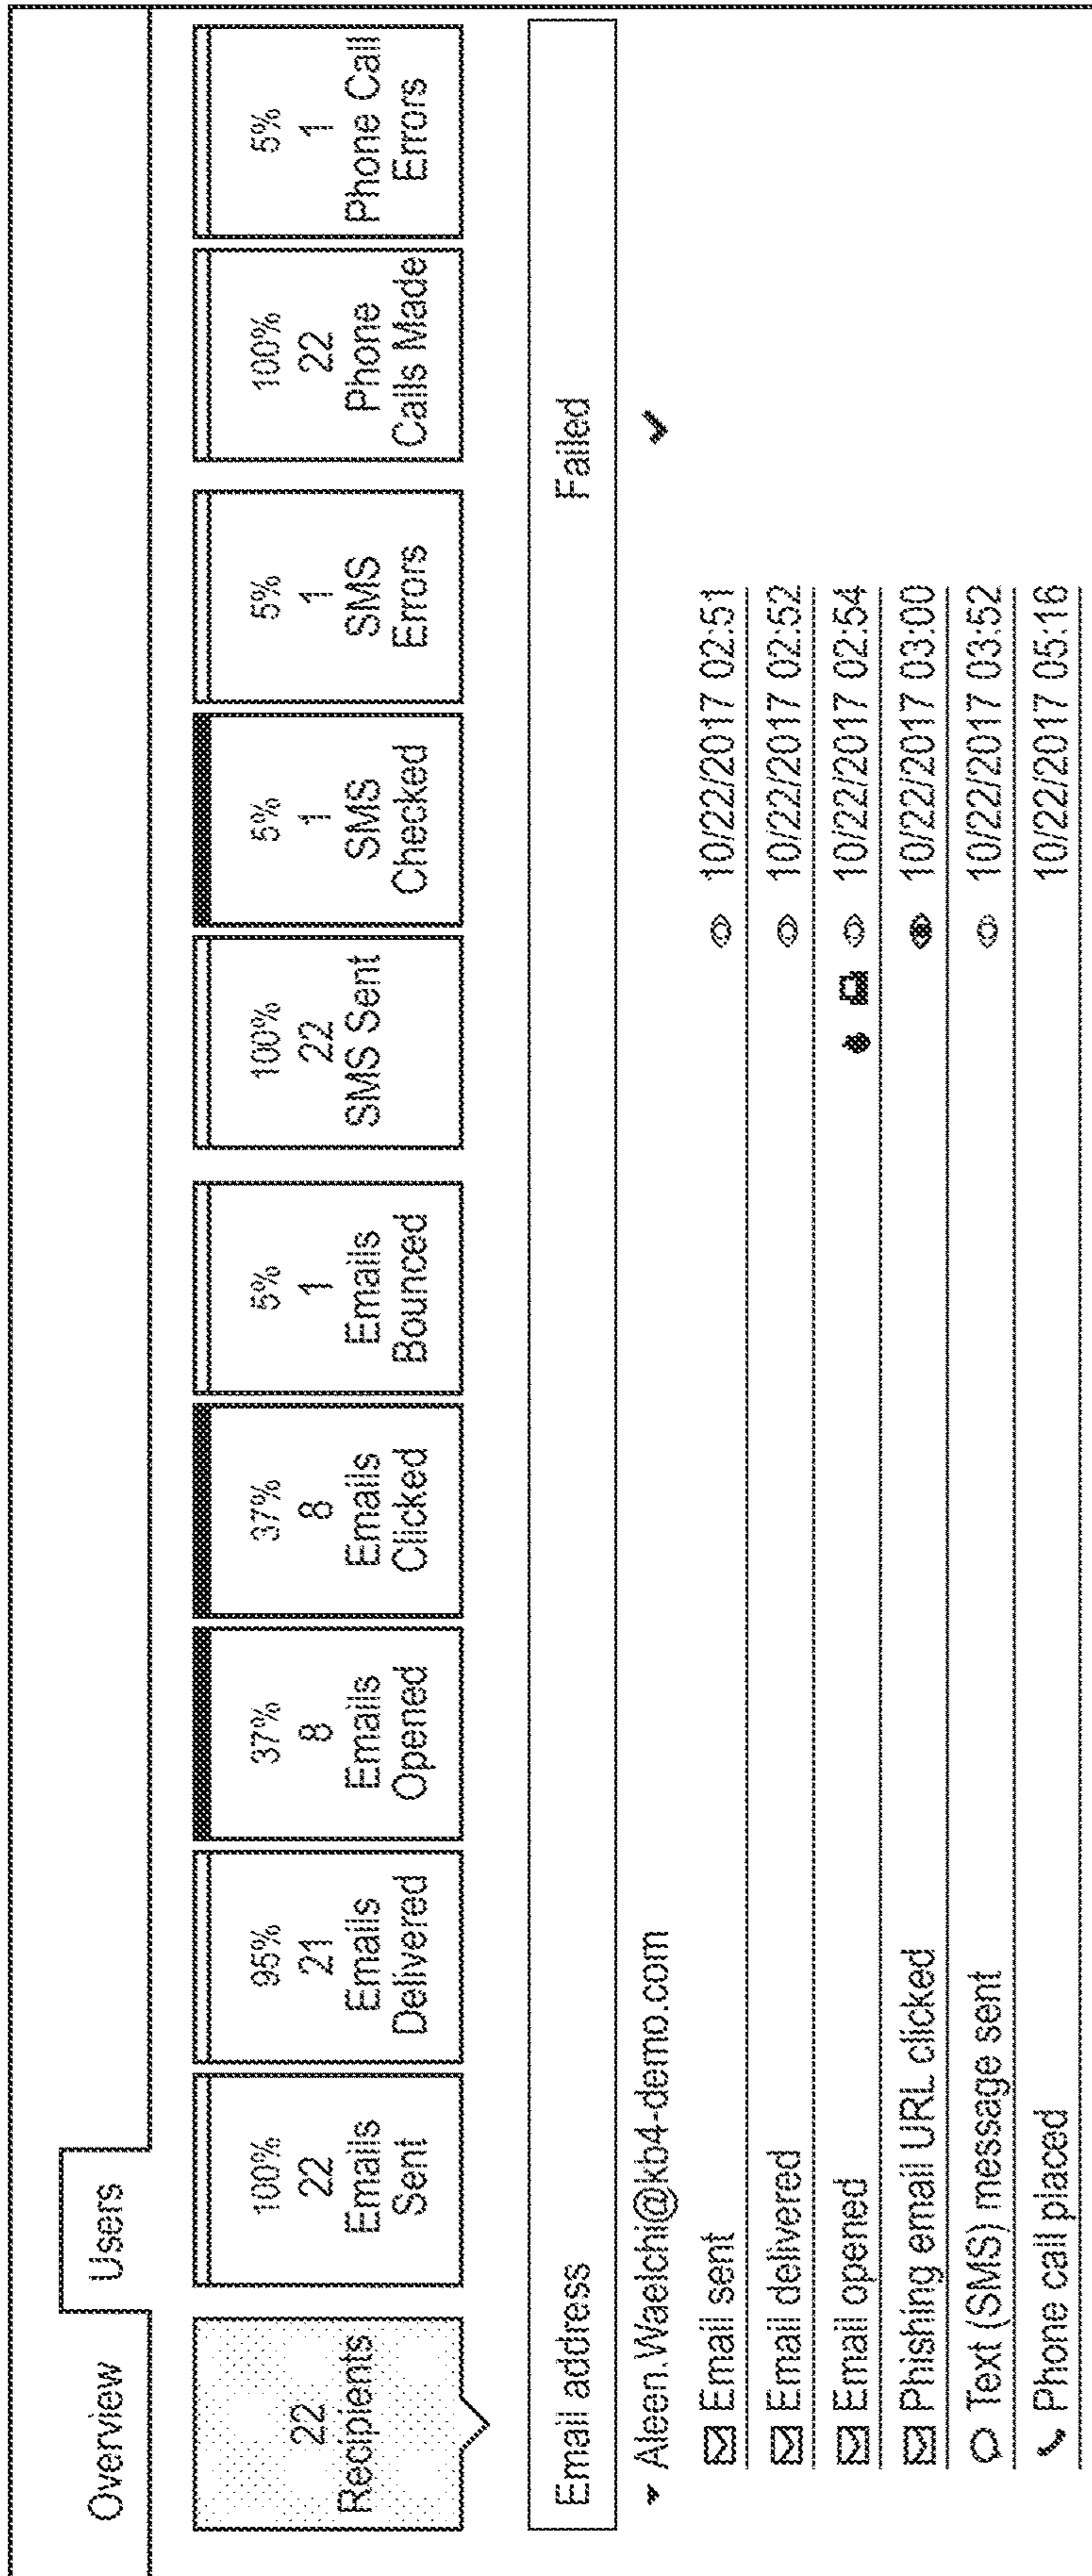 Overview
Users
22
Recipients
100%
22
Emails
Sent
95%
21
Emails
Delivered
37%
8
Emails
Opened
37%
8
Emails
Clicked
5%
1
Emails
Bounced
100%
22
SMS Sent
5%
1
SMS
Checked
5%
1
SMS
Errors
100%
22
Phone
Calls Made
5%
1
Phone Call
Errors
Email address Failed
Aleen.Waelchi@kb4-demo.com
Email sent 10/22/2017 02:51
Email delivered 10/22/2017 02:52
Email opened 10/22/2017 02:54
Phishing email URL clicked 10/22/2017 03:00
Text (SMS) message sent 10/22/2017 03:52
Phone call placed 10/22/2017 05:16